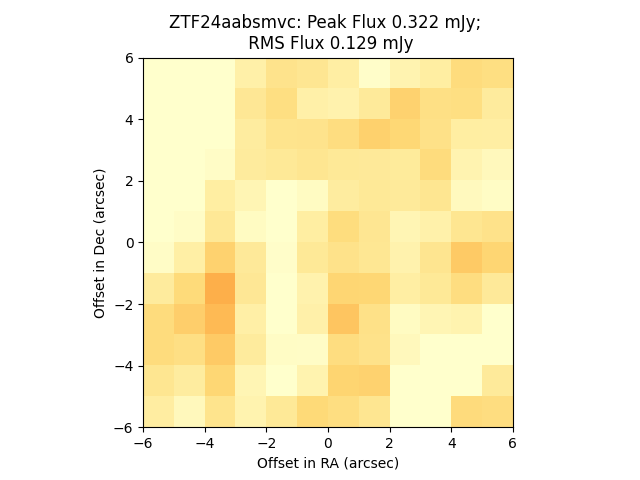 ZTF24aabsmvc: Peak Flux 0.322 mJy;
RMS Flux 0.129 mJy
6
4
2
0
−2
−4
−6
Offset in Dec (arcsec)
−6 −4 −2 0 2 4 6
Offset in RA (arcsec)